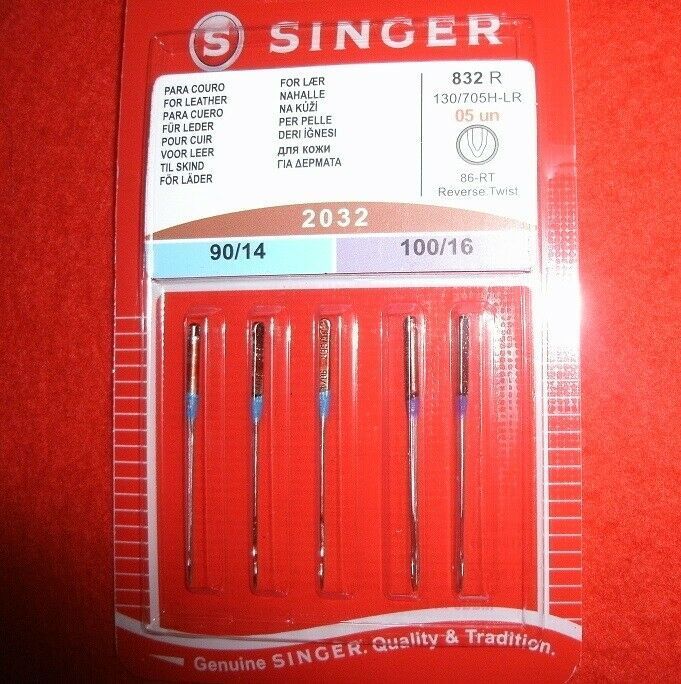 S SINGER
PARA COURO
FOR LEATHER
PARA CUERO
FÜR LEDER
POUR CUIR
VOOR LEER
TIL SKIND
FÖR LÄDER
FOR LÆR
NAHALLE
NA KŮŽI
PER PELLE
DERI İĞNESI
ДЛЯ КОЖИ
ΓΙΑ ΔΕΡΜΑΤΑ
832 R
130/705H-LR
05 un
86-RT
Reverse Twist
2032
90/14
100/16
Genuine SINGER. Quality & Tradition.